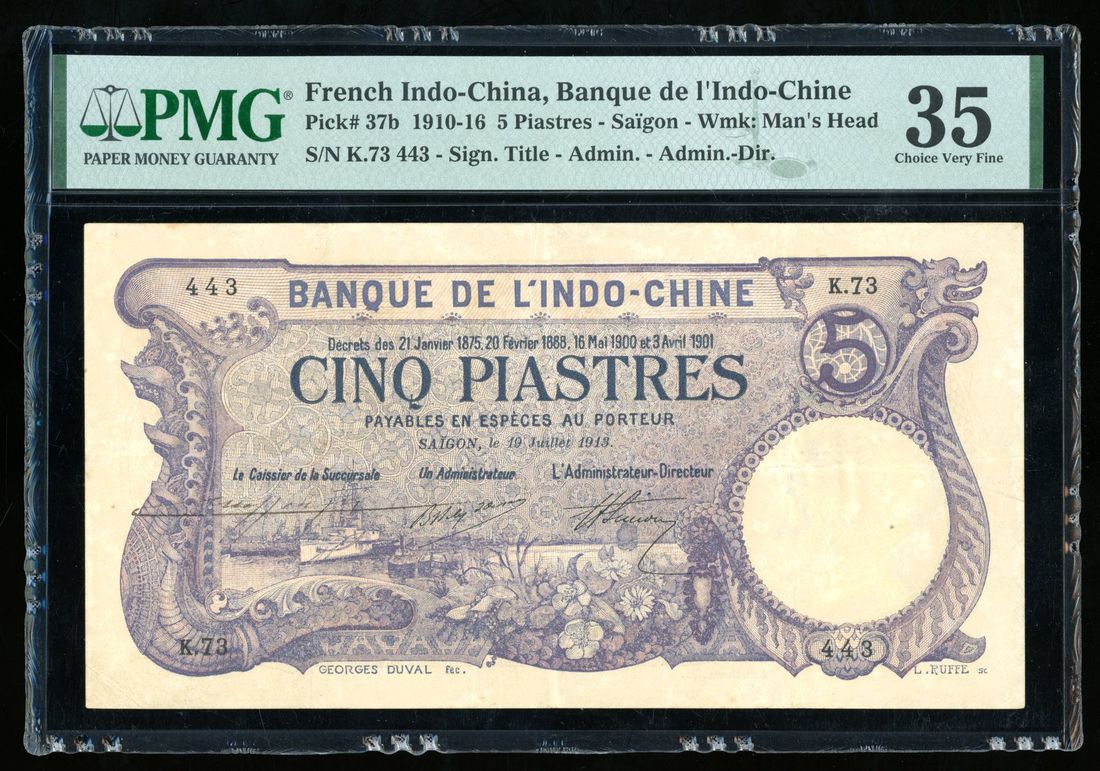 PMG®
PAPER MONEY GUARANTY
French Indo-China, Banque de l'Indo-Chine
Pick# 37b 1910-16 5 Piastres - Saïgon - Wmk: Man's Head
S/N K.73 443 - Sign. Title - Admin. - Admin.-Dir.
35
Choice Very Fine
443
K.73
BANQUE DE L'INDO-CHINE
5
Décrets des 21 Janvier 1875, 20 Février 1888, 16 Mai 1900 et 3 Avril 1901
CINQ PIASTRES
PAYABLES EN ESPÈCES AU PORTEUR
SAÏGON, le 19 Juillet 1913.
Le Caissier de la Succursale
Un Administrateur
L'Administrateur-Directeur
K.73
443
GEORGES DUVAL Fec.
L. RUFFE sc